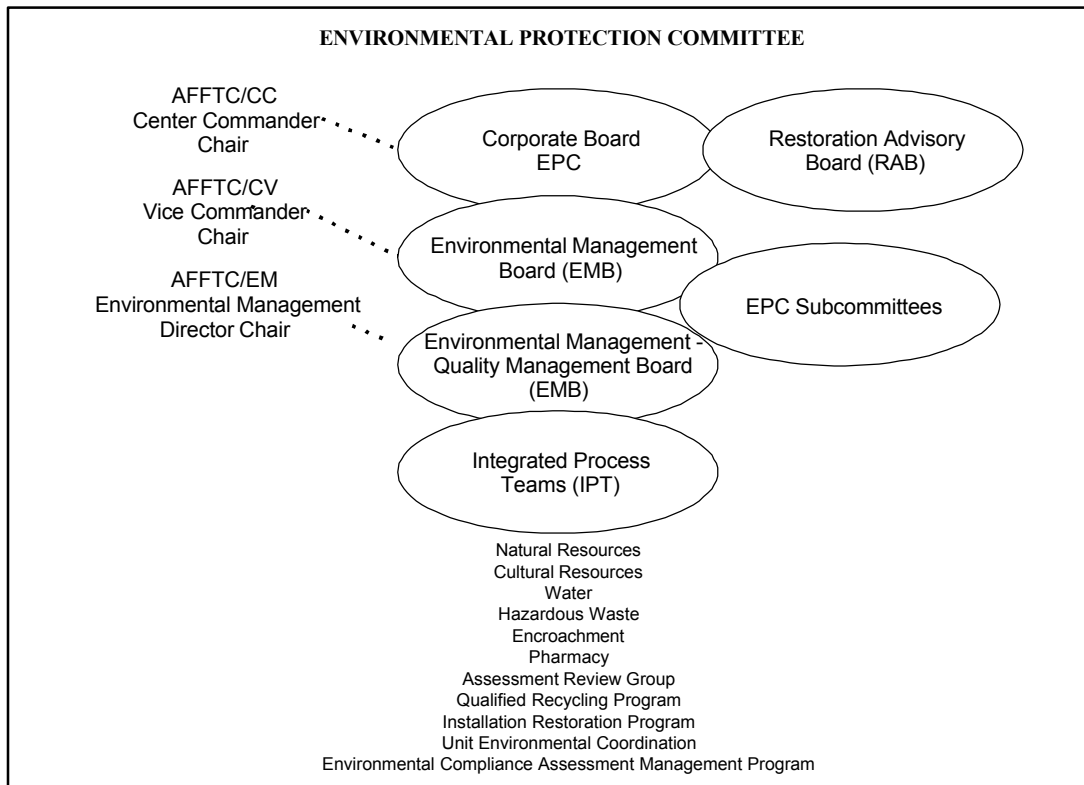 ENVIRONMENTAL PROTECTION COMMITTEE
AFFTC/CC
Center Commander
Chair
Corporate Board
EPC
Restoration Advisory
Board (RAB)
AFFTC/CV
Vice Commander
Chair
Environmental Management
Board (EMB)
AFFTC/EM
Environmental Management
Director Chair
EPC Subcommittees
Environmental Management -
Quality Management Board
(EMB)
Integrated Process
Teams (IPT)
Natural Resources
Cultural Resources
Water
Hazardous Waste
Encroachment
Pharmacy
Assessment Review Group
Qualified Recycling Program
Installation Restoration Program
Unit Environmental Coordination
Environmental Compliance Assessment Management Program